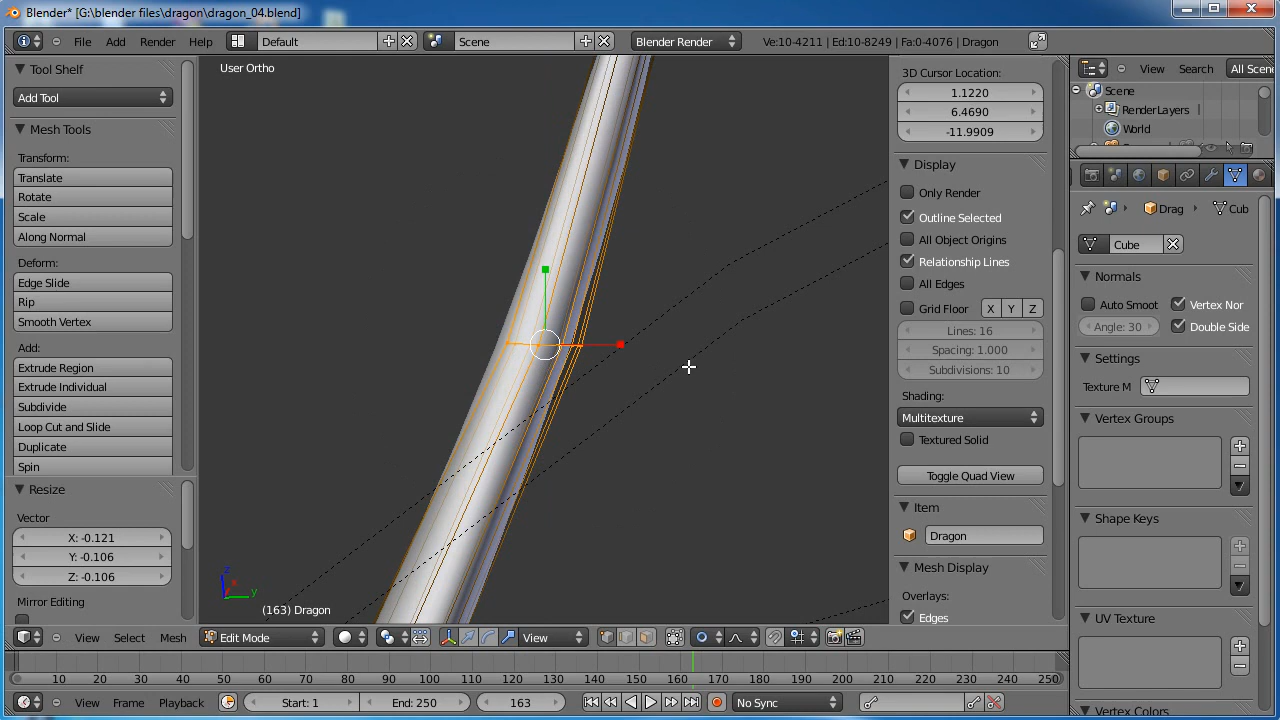 Blender* [G:\blender files\dragon\dragon_04.blend]
File Add Render Help Default Scene Blender Render Ve:10-4211 | Ed:10-8249 | Fa:0-4076 | Dragon
Tool Shelf
Add Tool
Mesh Tools
Transform:
Translate
Rotate
Scale
Along Normal
Deform:
Edge Slide
Rip
Smooth Vertex
Add:
Extrude Region
Extrude Individual
Subdivide
Loop Cut and Slide
Duplicate
Spin
Resize
Vector
X: -0.121
Y: -0.106
Z: -0.106
Mirror Editing
User Ortho
z
x
y
(163) Dragon
3D Cursor Location:
1.1220
6.4690
-11.9909
Display
Only Render
Outline Selected
All Object Origins
Relationship Lines
All Edges
Grid Floor X Y Z
Lines: 16
Spacing: 1.000
Subdivisions: 10
Shading:
Multitexture
Textured Solid
Toggle Quad View
Item
Dragon
Mesh Display
Overlays:
Edges
View Search All Scene
Scene
RenderLayers
World
Drag Cub
Cube
Normals
Auto Smoot Vertex Nor
Angle: 30 Double Side
Settings
Texture M
Vertex Groups
Shape Keys
UV Texture
Vertex Colors
View Select Mesh Edit Mode View
10 20 30 40 50 60 70 80 90 100 110 120 130 140 150 160 170 180 190 200 210 220 230 240 250
View Frame Playback Start: 1 End: 250 163 No Sync